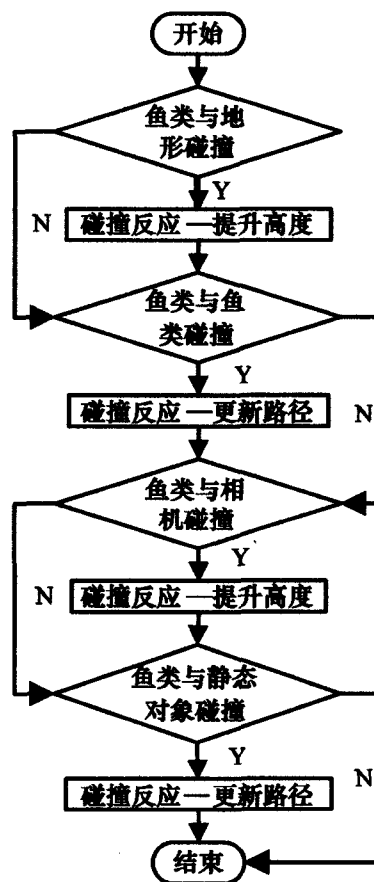 开始
鱼类与地
形碰撞
Y
N
碰撞反应—提升高度
鱼类与鱼
类碰撞
Y
碰撞反应—更新路径
N
鱼类与相
机碰撞
Y
N
碰撞反应—提升高度
鱼类与静态
对象碰撞
Y
N
碰撞反应—更新路径
结束